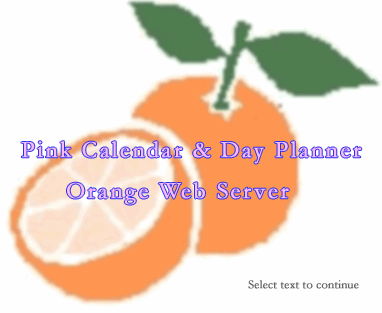 Pink Calendar & Day Planner
Orange Web Server
Select text to continue